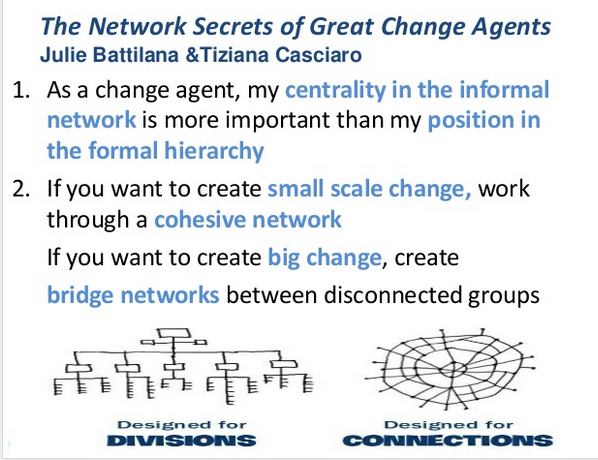 The Network Secrets of Great Change Agents
Julie Battilana &Tiziana Casciaro
1. As a change agent, my centrality in the informal
network is more important than my position in
the formal hierarchy
2. If you want to create small scale change, work
through a cohesive network
If you want to create big change, create
bridge networks between disconnected groups
Designed for
DIVISIONS
Designed for
CONNECTIONS